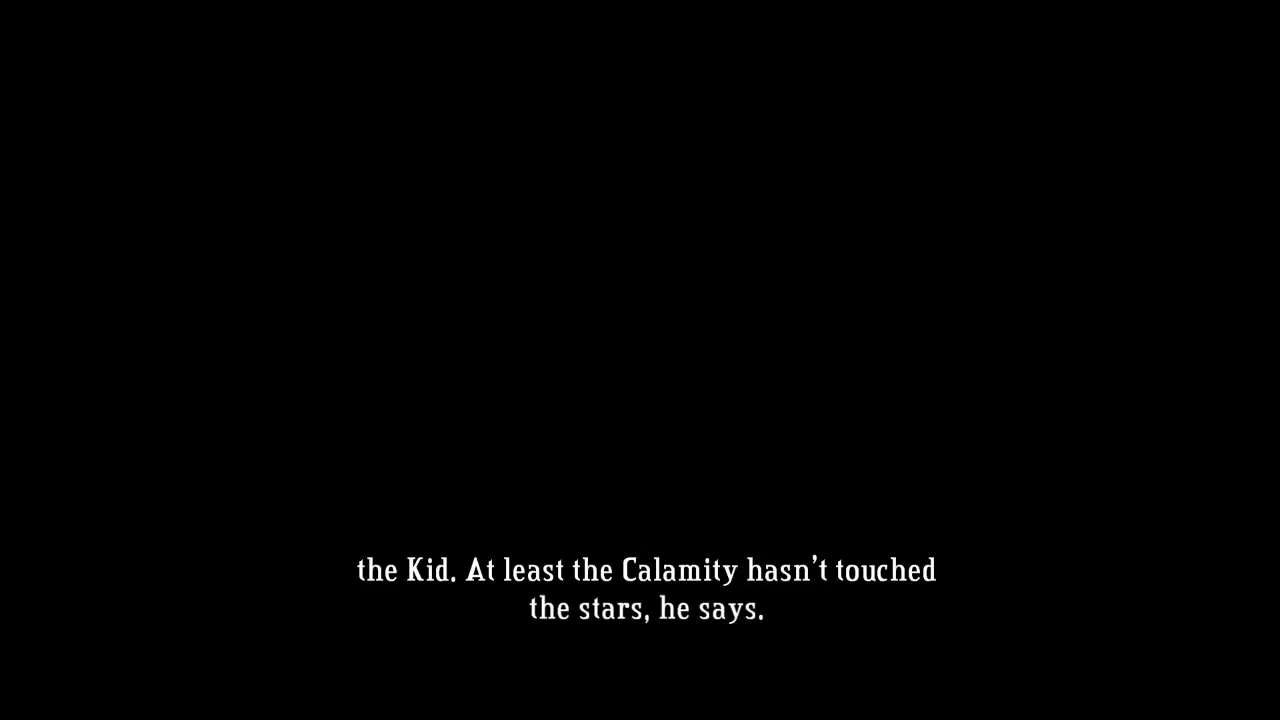 the Kid. At least the Calamity hasn't touched
the stars, he says.